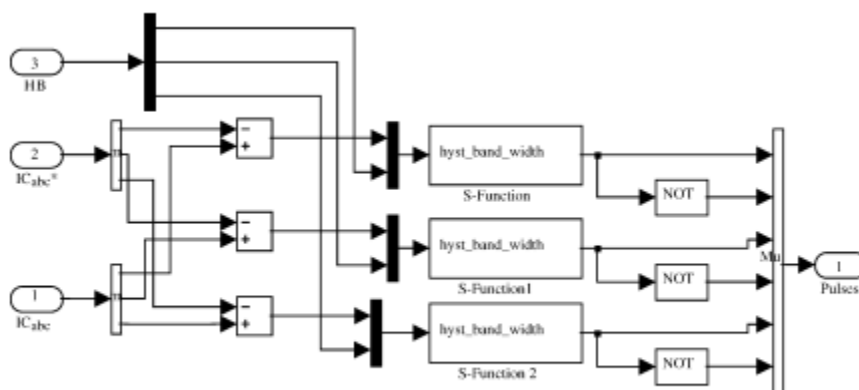 3
HB
2
ICabc*
1
ICabc
−
+
−
+
−
+
hyst_band_width
S-Function
NOT
hyst_band_width
S-Function1
NOT
hyst_band_width
S-Function 2
NOT
Mu
1
Pulses